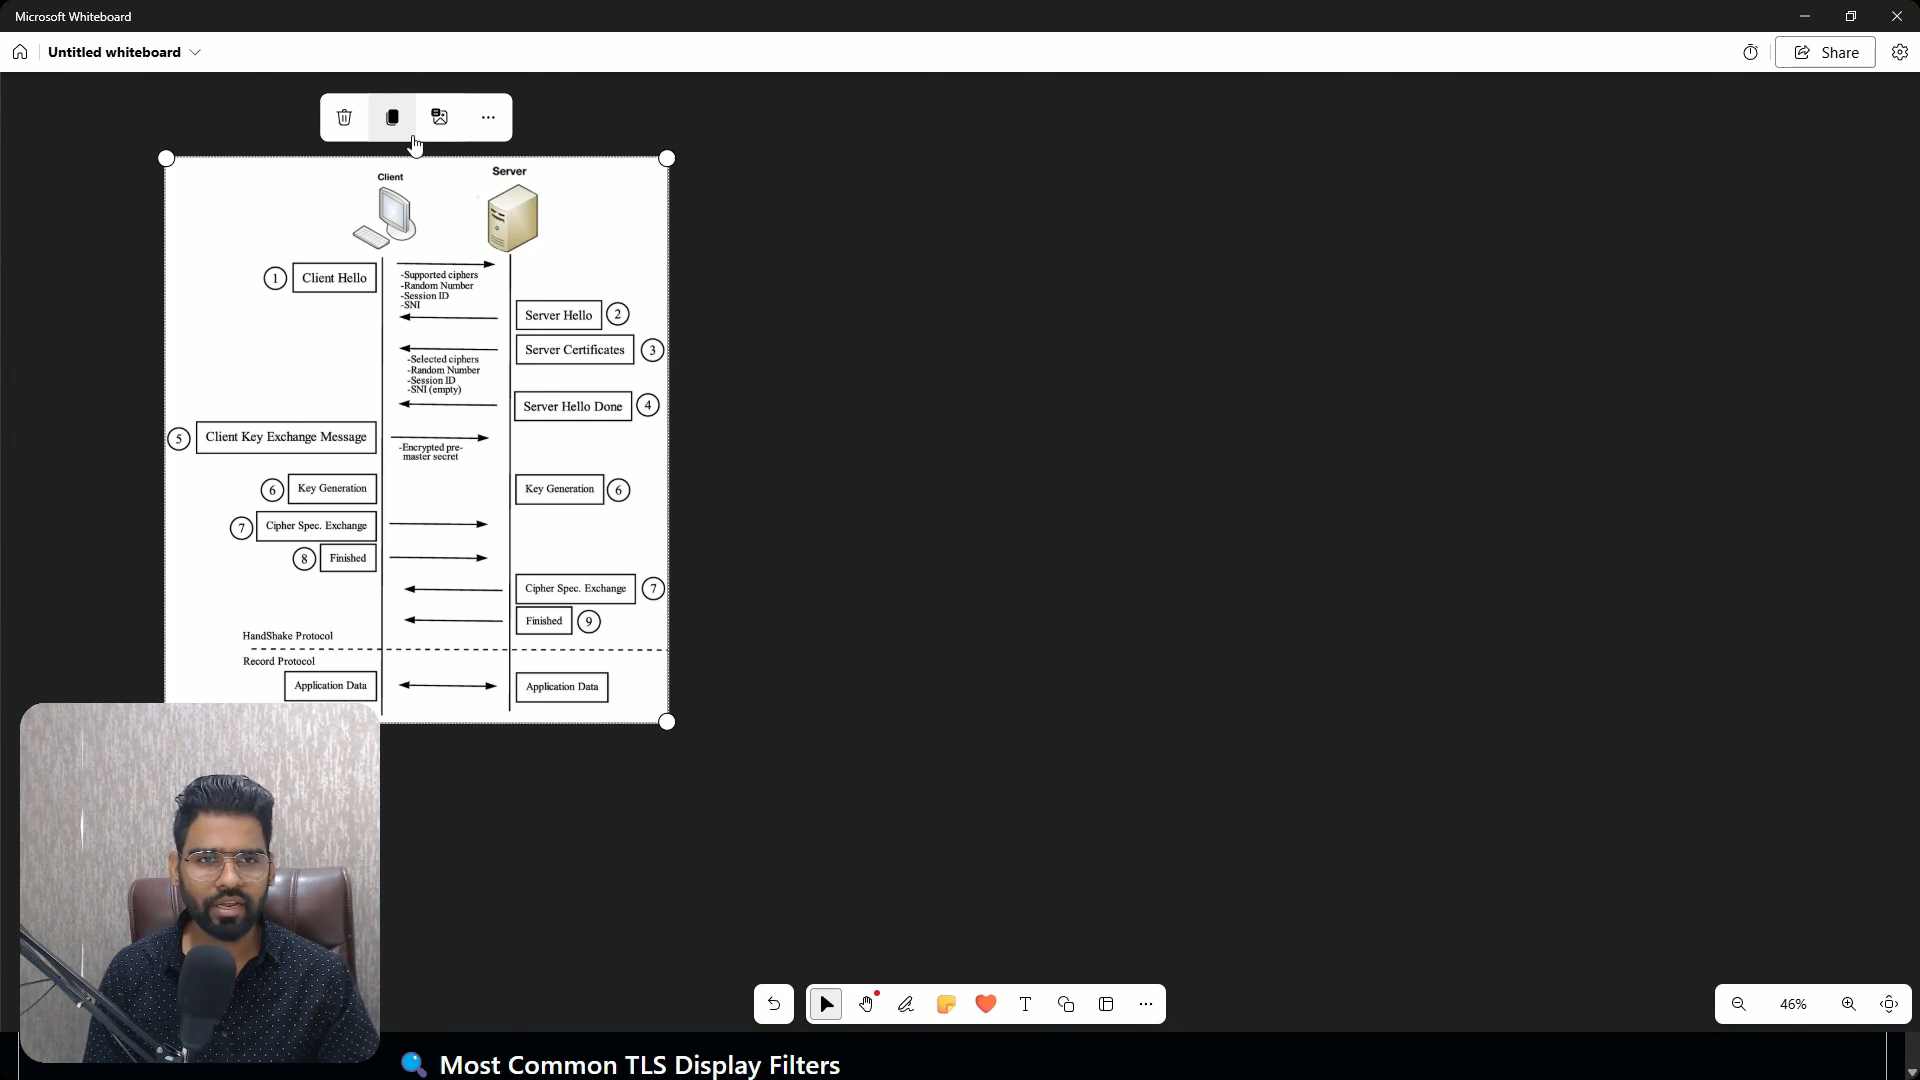 Microsoft Whiteboard
Untitled whiteboard
Share
Client
Server
1
Client Hello
-Supported ciphers
-Random Number
-Session ID
-SNI
Server Hello
2
Server Certificates
3
-Selected ciphers
-Random Number
-Session ID
-SNI (empty)
Server Hello Done
4
5
Client Key Exchange Message
-Encrypted pre-
master secret
6
Key Generation
Key Generation
6
7
Cipher Spec. Exchange
8
Finished
Cipher Spec. Exchange
7
Finished
9
HandShake Protocol
Record Protocol
Application Data
Application Data
T
46%
Most Common TLS Display Filters